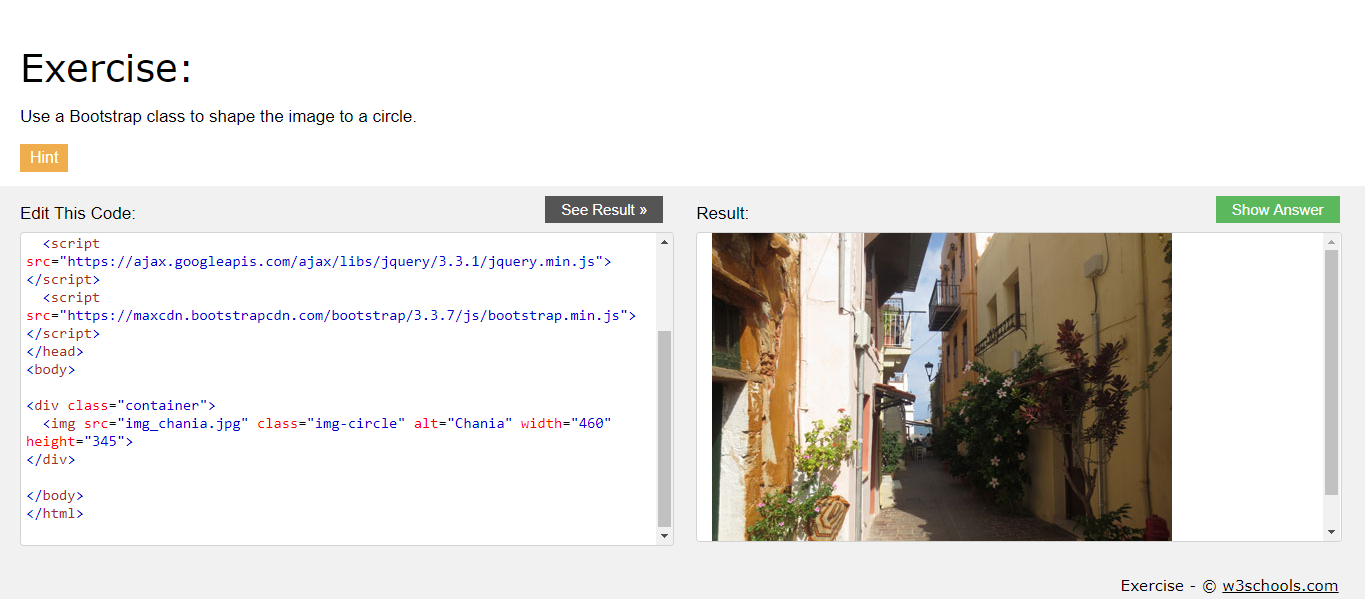 Exercise:
Use a Bootstrap class to shape the image to a circle.
Hint
Edit This Code:
See Result »
<script
src="https://ajax.googleapis.com/ajax/libs/jquery/3.3.1/jquery.min.js">
</script>
<script
src="https://maxcdn.bootstrapcdn.com/bootstrap/3.3.7/js/bootstrap.min.js">
</script>
</head>
<body>
<div class="container">
<img src="img_chania.jpg" class="img-circle" alt="Chania" width="460"
height="345">
</div>
</body>
</html>
Result:
Show Answer
Exercise - © w3schools.com